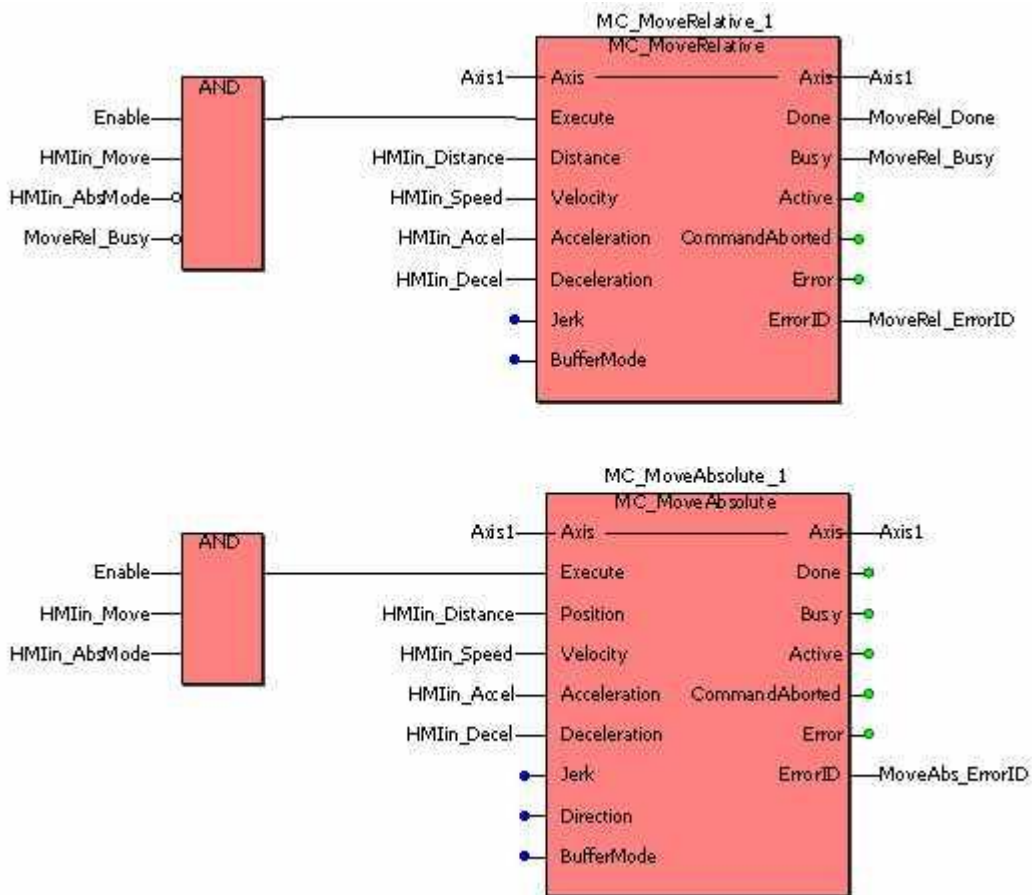 MC_MoveRelative_1
MC_MoveRelative
AND
Axis1 Axis Axis Axis1
Enable Execute Done MoveRel_Done
HMIin_Move HMIin_Distance Distance Busy MoveRel_Busy
HMIin_AbsMode HMIin_Speed Velocity Active
MoveRel_Busy HMIin_Accel Acceleration CommandAborted
HMIin_Decel Deceleration Error
Jerk ErrorID MoveRel_ErrorID
BufferMode
MC_MoveAbsolute_1
MC_MoveAbsolute
AND
Axis1 Axis Axis Axis1
Enable Execute Done
HMIin_Move HMIin_Distance Position Busy
HMIin_AbsMode HMIin_Speed Velocity Active
HMIin_Accel Acceleration CommandAborted
HMIin_Decel Deceleration Error
Jerk ErrorID MoveAbs_ErrorID
Direction
BufferMode